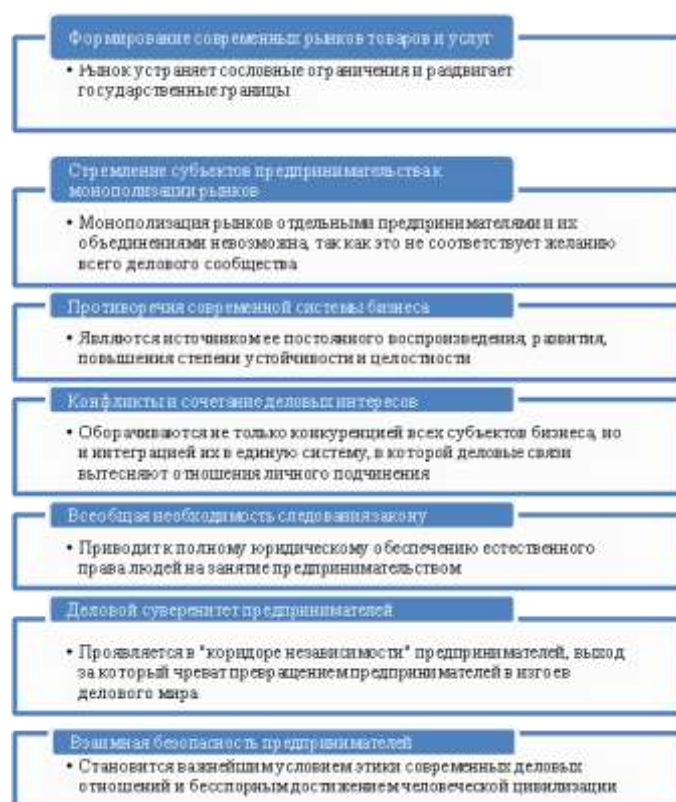 Формирование современных рынков товаров и услуг
• Рынок устраняет сословные ограничения и раздвигает
государственные границы
Стремление субъектов предпринимательства к
монополизации рынков
• Монополизация рынков отдельными предпринимателями и их
объединениями невозможна, так как это не соответствует желанию
всего делового сообщества
Противоречия современной системы бизнеса
• Являются источником ее постоянного воспроизведения, развития,
повышения степени устойчивости и целостности
Конфликты и сочетание деловых интересов
• Оборачиваются не только конкуренцией всех субъектов бизнеса, но
и интеграцией их в единую систему, в которой деловые связи
вытесняют отношения личного подчинения
Всеобщая необходимость следования закону
• Приводит к полному юридическому обеспечению естественного
права людей на занятие предпринимательством
Деловой суверенитет предпринимателей
• Проявляется в "коридоре независимости" предпринимателей, выход
за который чреват превращением предпринимателей в изгоев
делового мира
Взаимная безопасность предпринимателей
• Становится важнейшим условием этики современных деловых
отношений и бесспорным достижением человеческой цивилизации